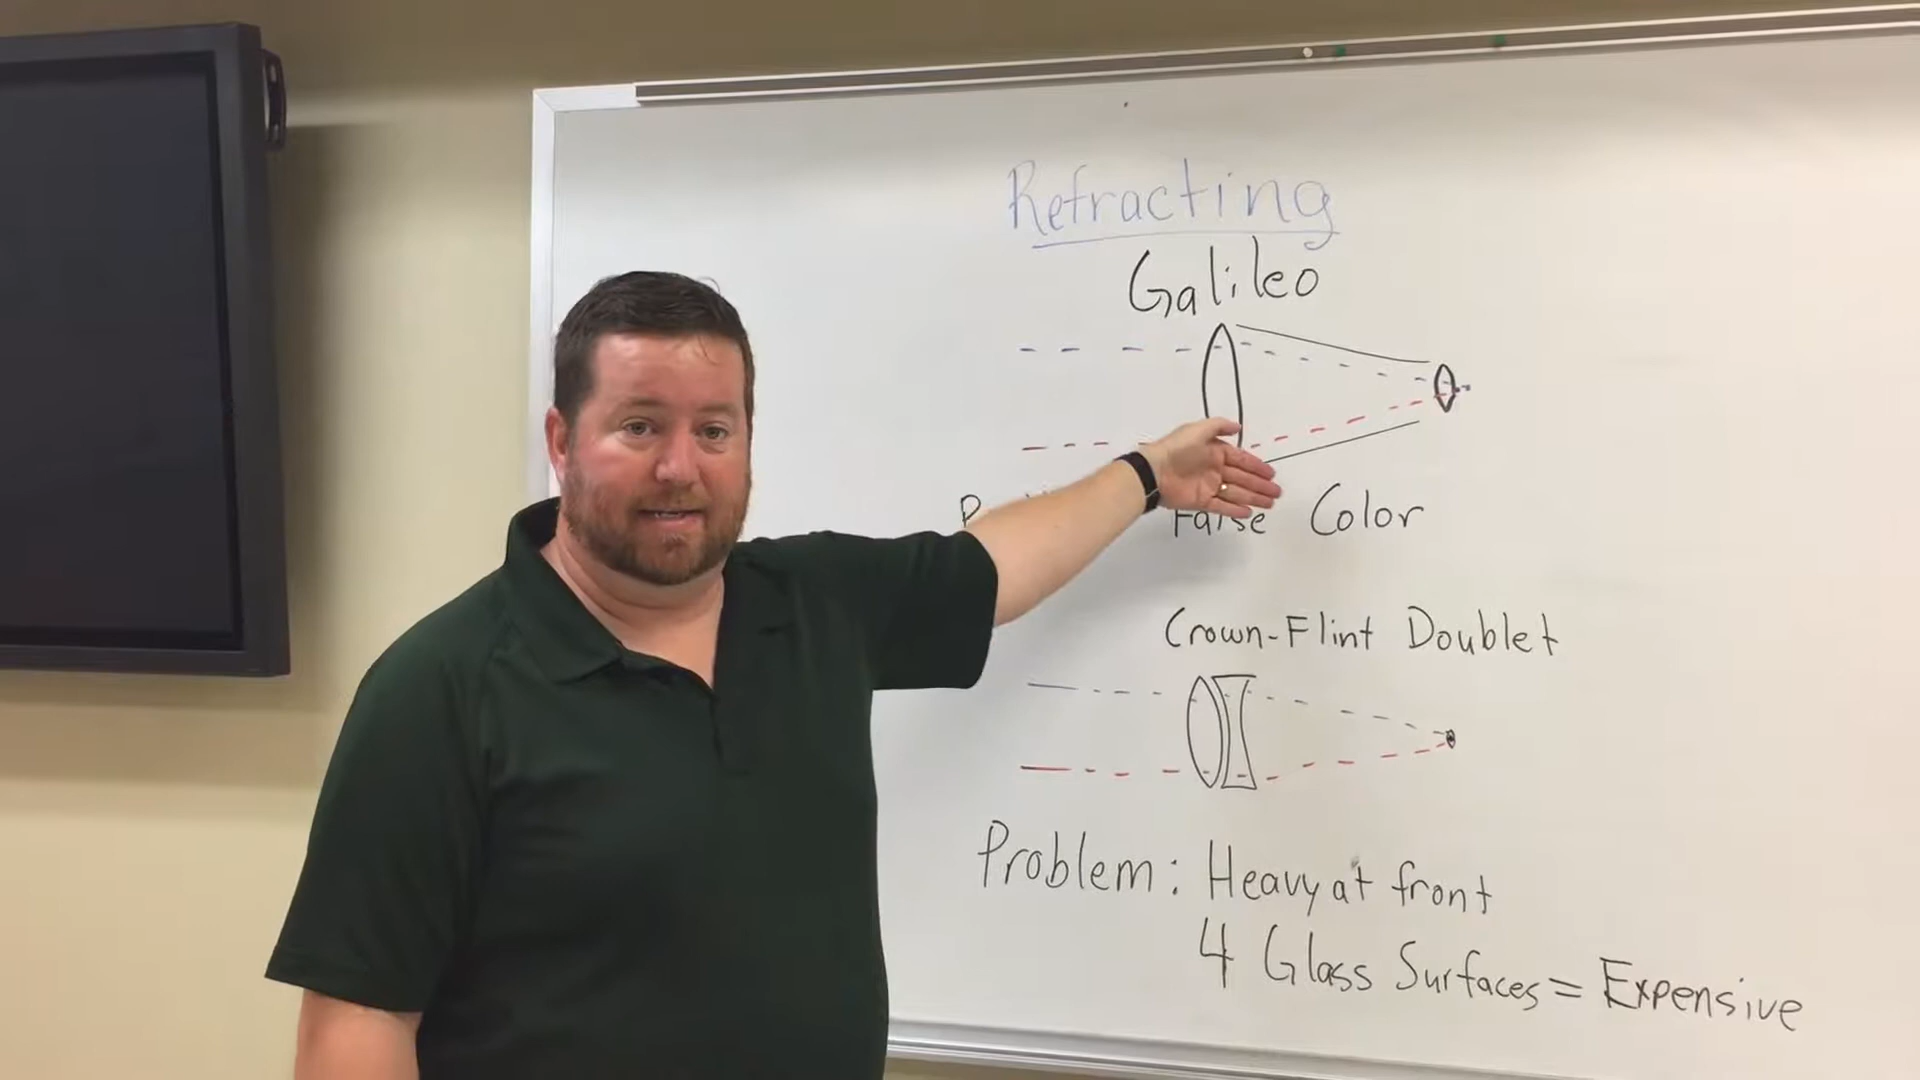 Refracting
Galileo
False Color
Crown-Flint Doublet
Problem: Heavy at front
4 Glass Surfaces = Expensive